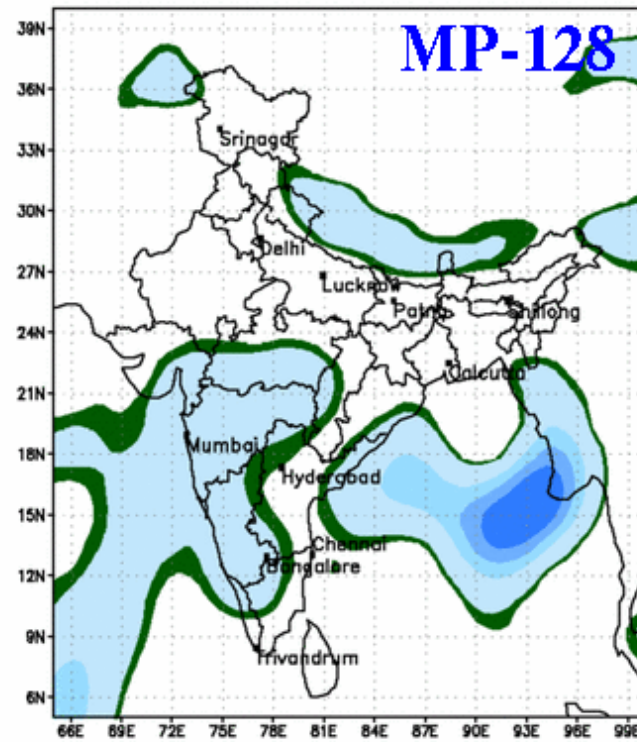 MP-128
39N
36N
33N
30N
27N
24N
21N
18N
15N
12N
9N
6N
Srinagar
Delhi
Lucknow
Patna
Shillong
Calcutta
Mumbai
Hyderabad
Chennai
Bangalore
Trivandrum
66E 69E 72E 75E 78E 81E 84E 87E 90E 93E 96E 99E